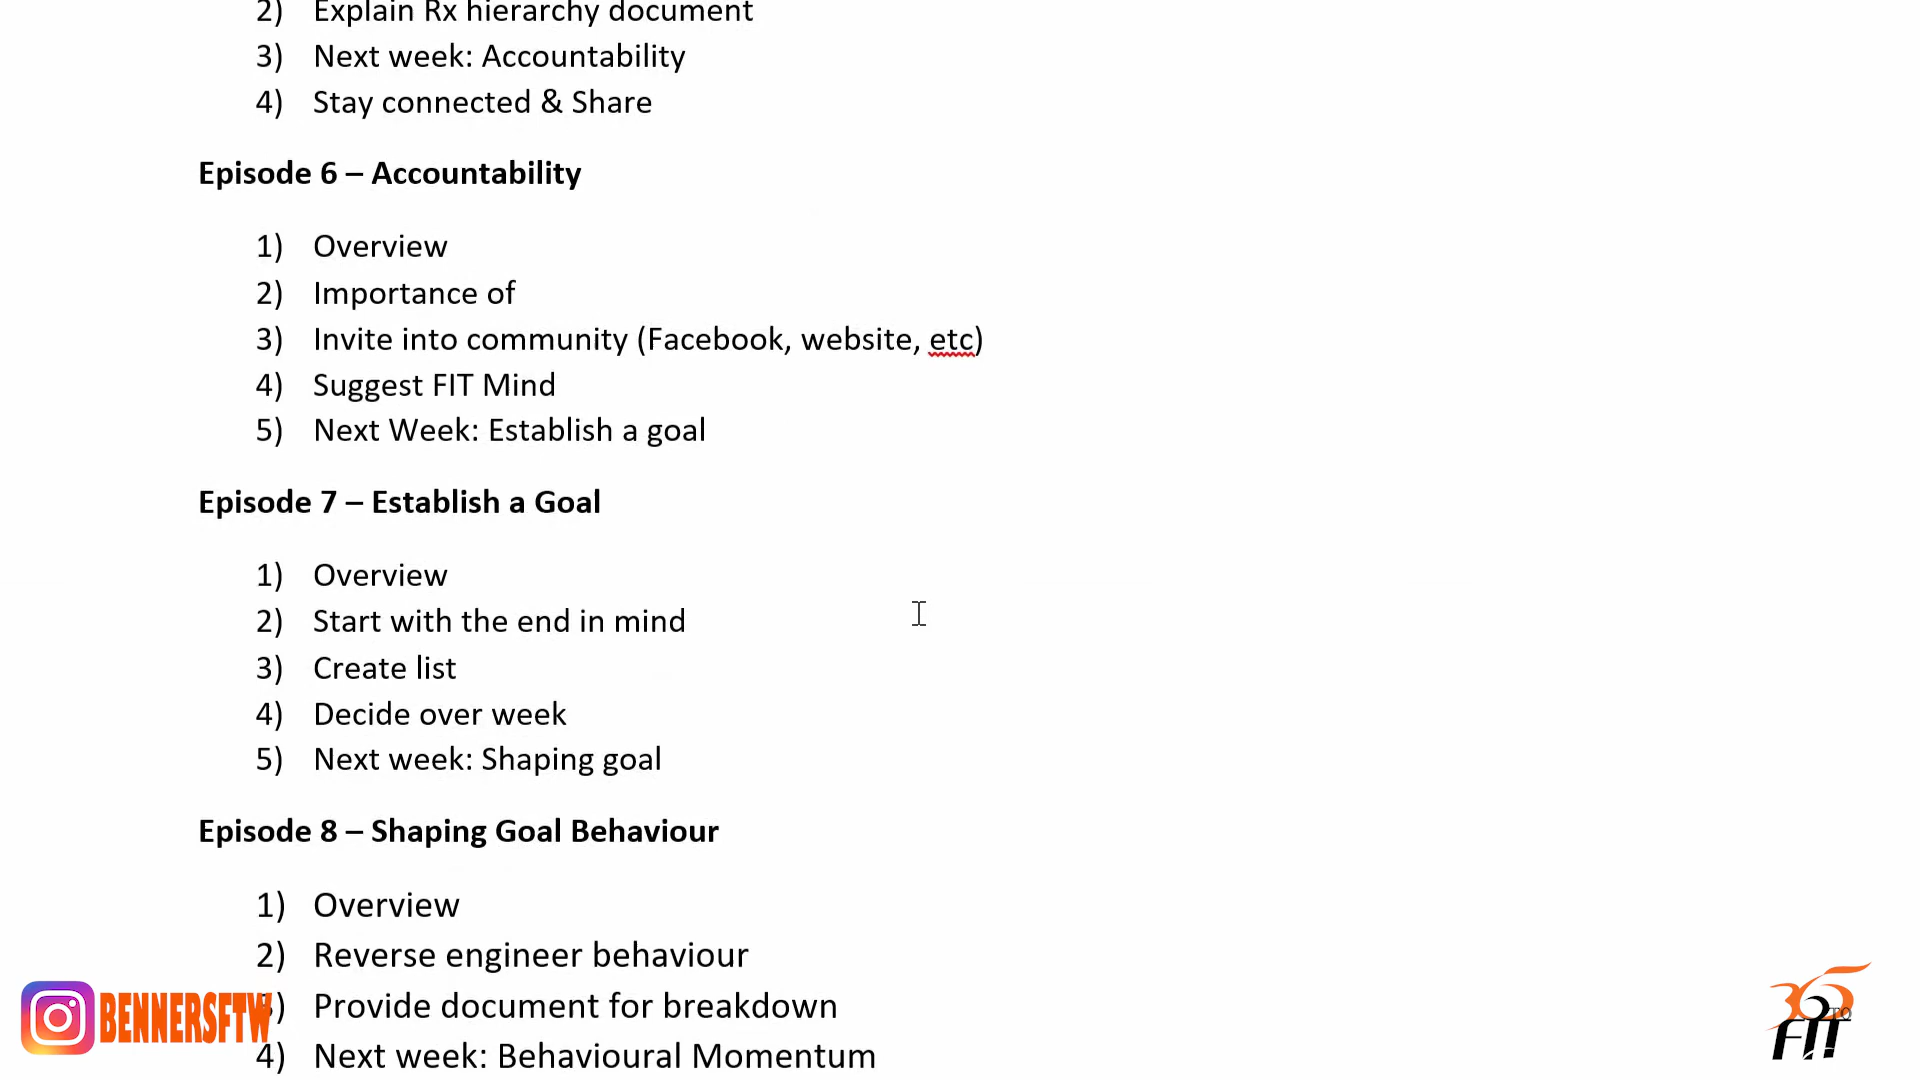 2) Explain Rx hierarchy document
3) Next week: Accountability
4) Stay connected & Share
Episode 6 – Accountability
1) Overview
2) Importance of
3) Invite into community (Facebook, website, etc)
4) Suggest FIT Mind
5) Next Week: Establish a goal
Episode 7 – Establish a Goal
1) Overview
2) Start with the end in mind
3) Create list
4) Decide over week
5) Next week: Shaping goal
Episode 8 – Shaping Goal Behaviour
1) Overview
2) Reverse engineer behaviour
) Provide document for breakdown
4) Next week: Behavioural Momentum
BENNERSFTW
365
TO
FIT